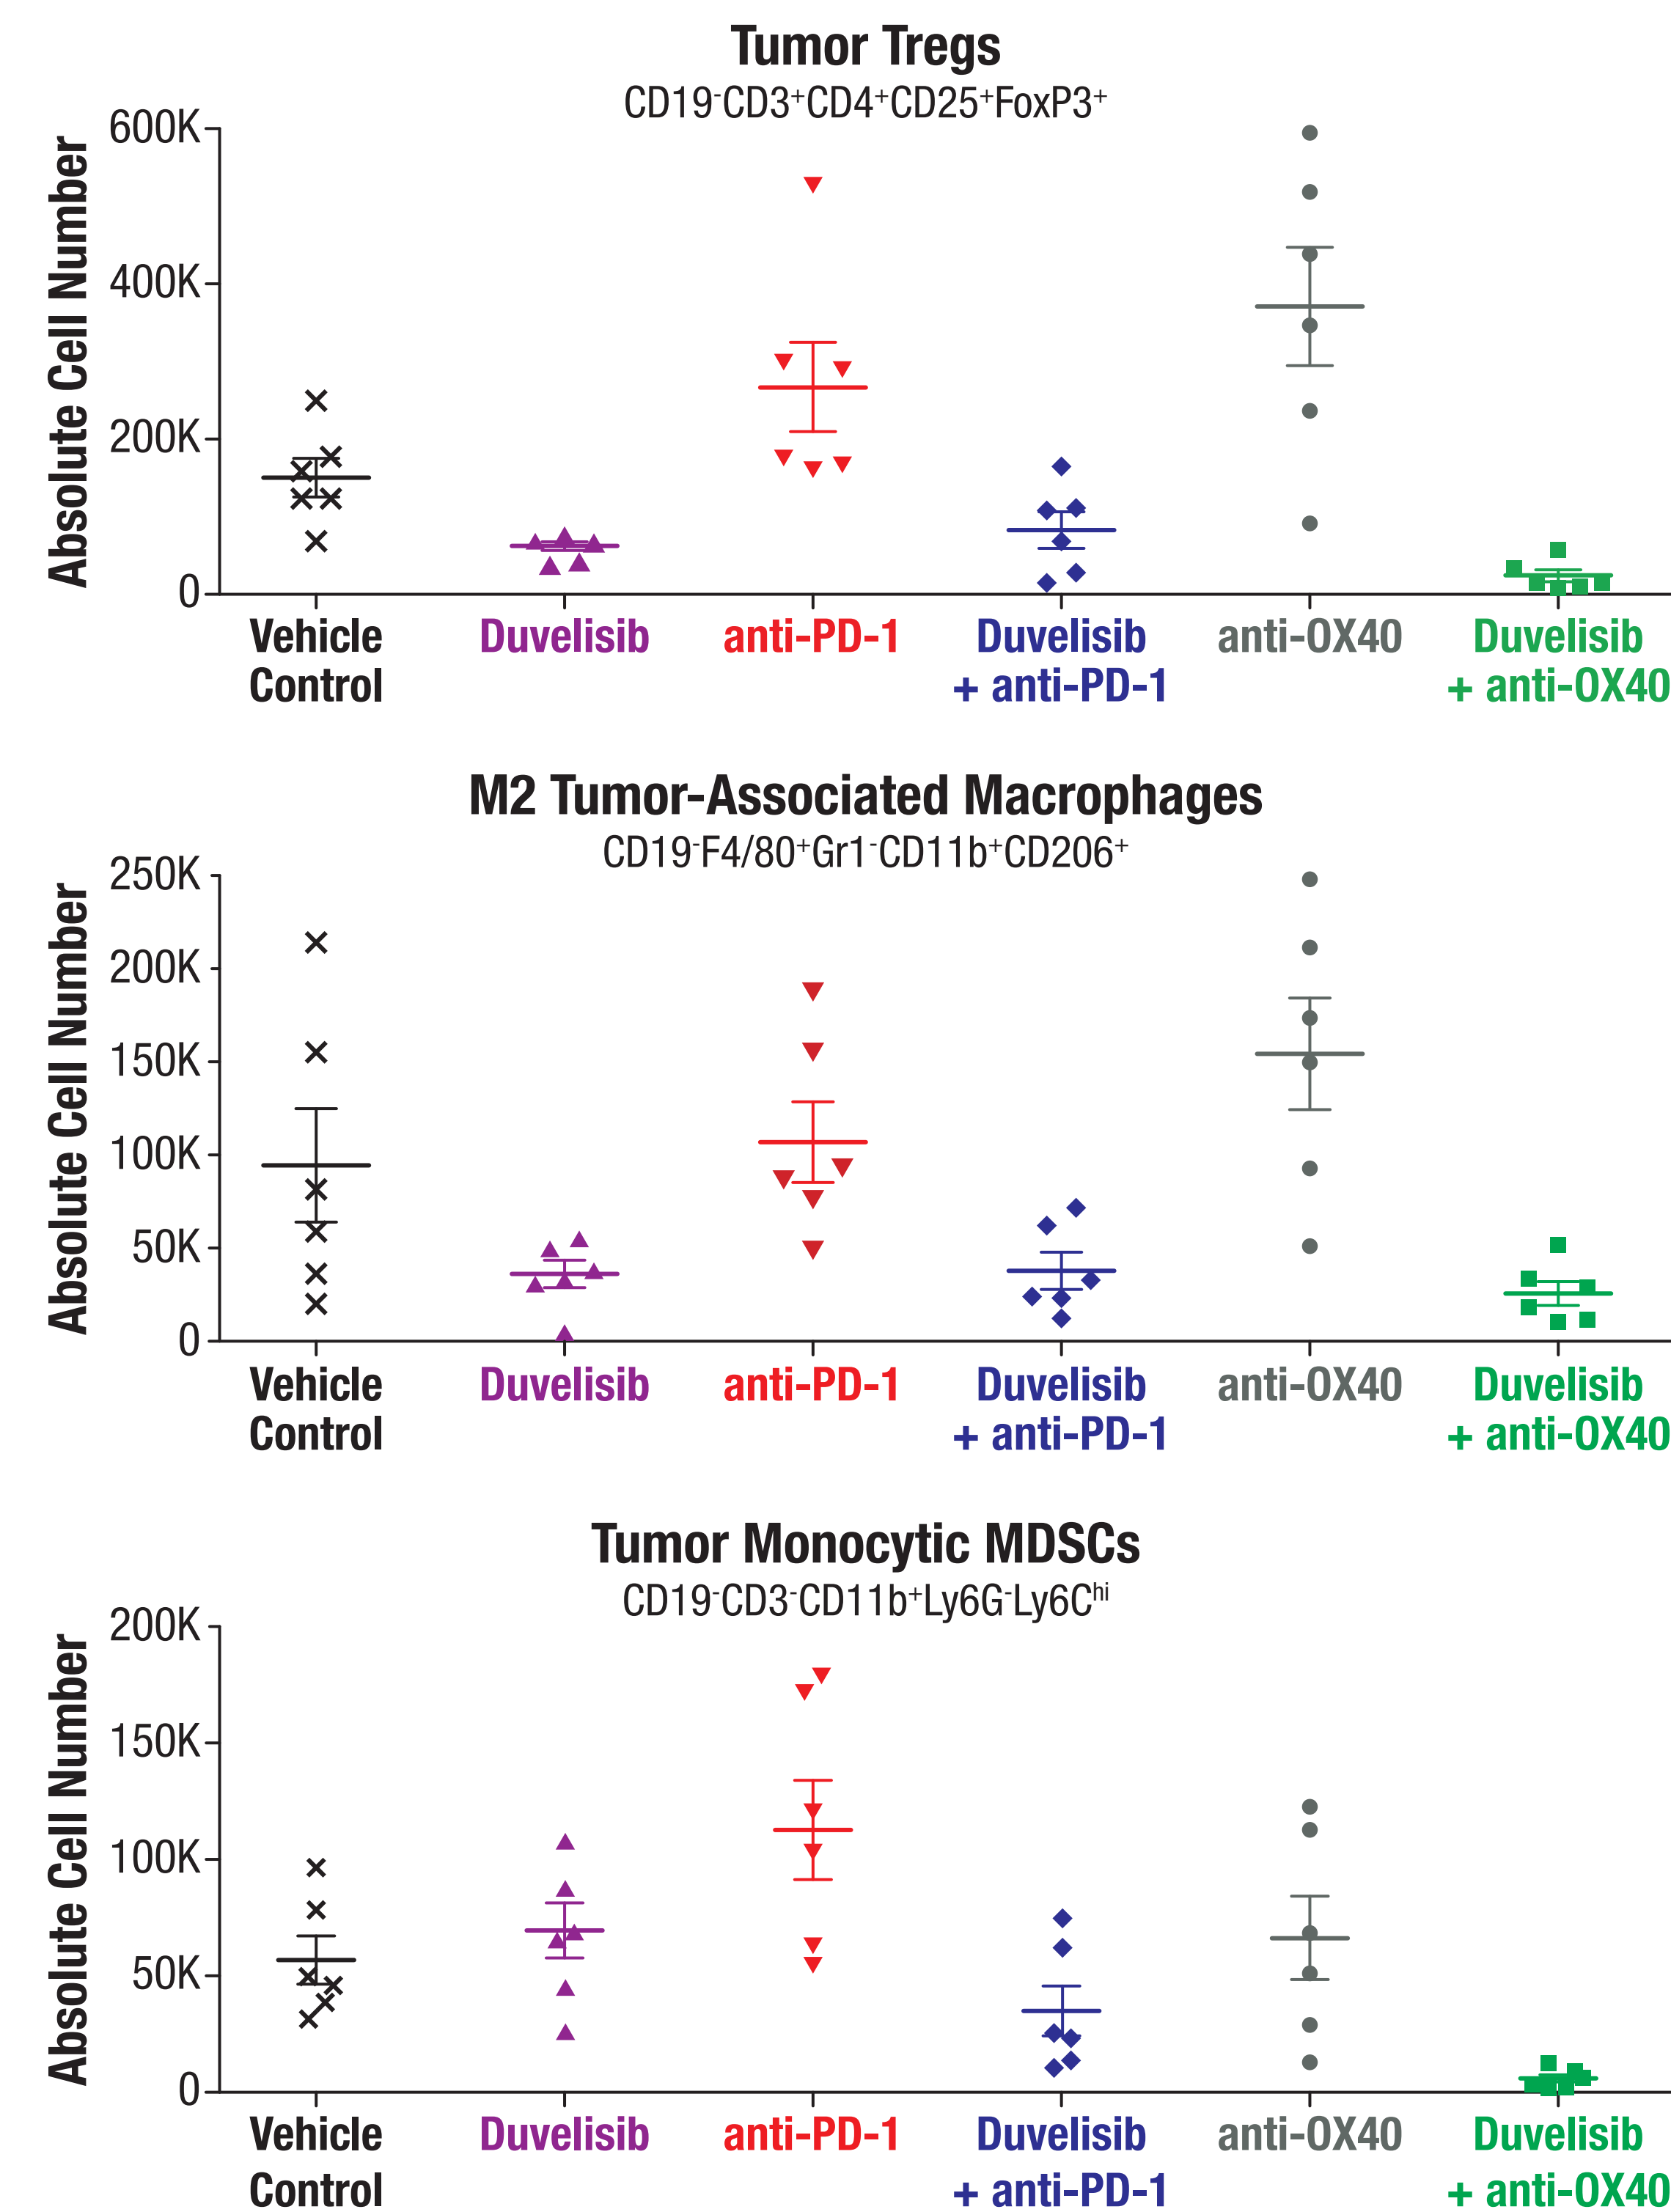 Tumor Tregs
CD19⁻CD3⁺CD4⁺CD25⁺FoxP3⁺
Absolute Cell Number
600K
400K
200K
0
Vehicle Control
Duvelisib
anti-PD-1
Duvelisib + anti-PD-1
anti-OX40
Duvelisib + anti-OX40
M2 Tumor-Associated Macrophages
CD19⁻F4/80⁺Gr1⁻CD11b⁺CD206⁺
Absolute Cell Number
250K
200K
150K
100K
50K
0
Vehicle Control
Duvelisib
anti-PD-1
Duvelisib + anti-PD-1
anti-OX40
Duvelisib + anti-OX40
Tumor Monocytic MDSCs
CD19⁻CD3⁻CD11b⁺Ly6G⁻Ly6Cʰⁱ
Absolute Cell Number
200K
150K
100K
50K
0
Vehicle Control
Duvelisib
anti-PD-1
Duvelisib + anti-PD-1
anti-OX40
Duvelisib + anti-OX40